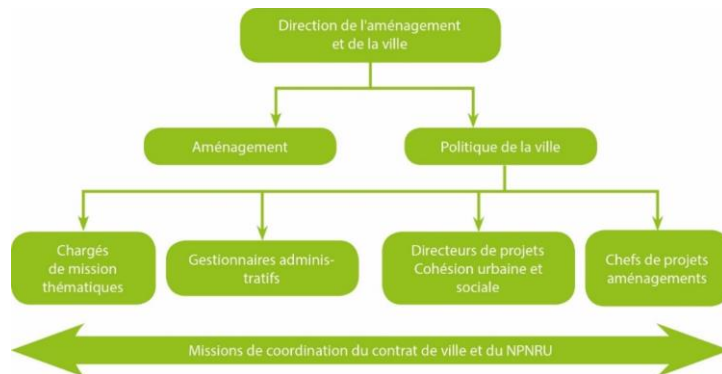 Direction de l'aménagement
et de la ville
Aménagement
Politique de la ville
Chargés
de mission
thématiques
Gestionnaires adminis-
tratifs
Directeurs de projets
Cohésion urbaine et
sociale
Chefs de projets
aménagements
Missions de coordination du contrat de ville et du NPNRU